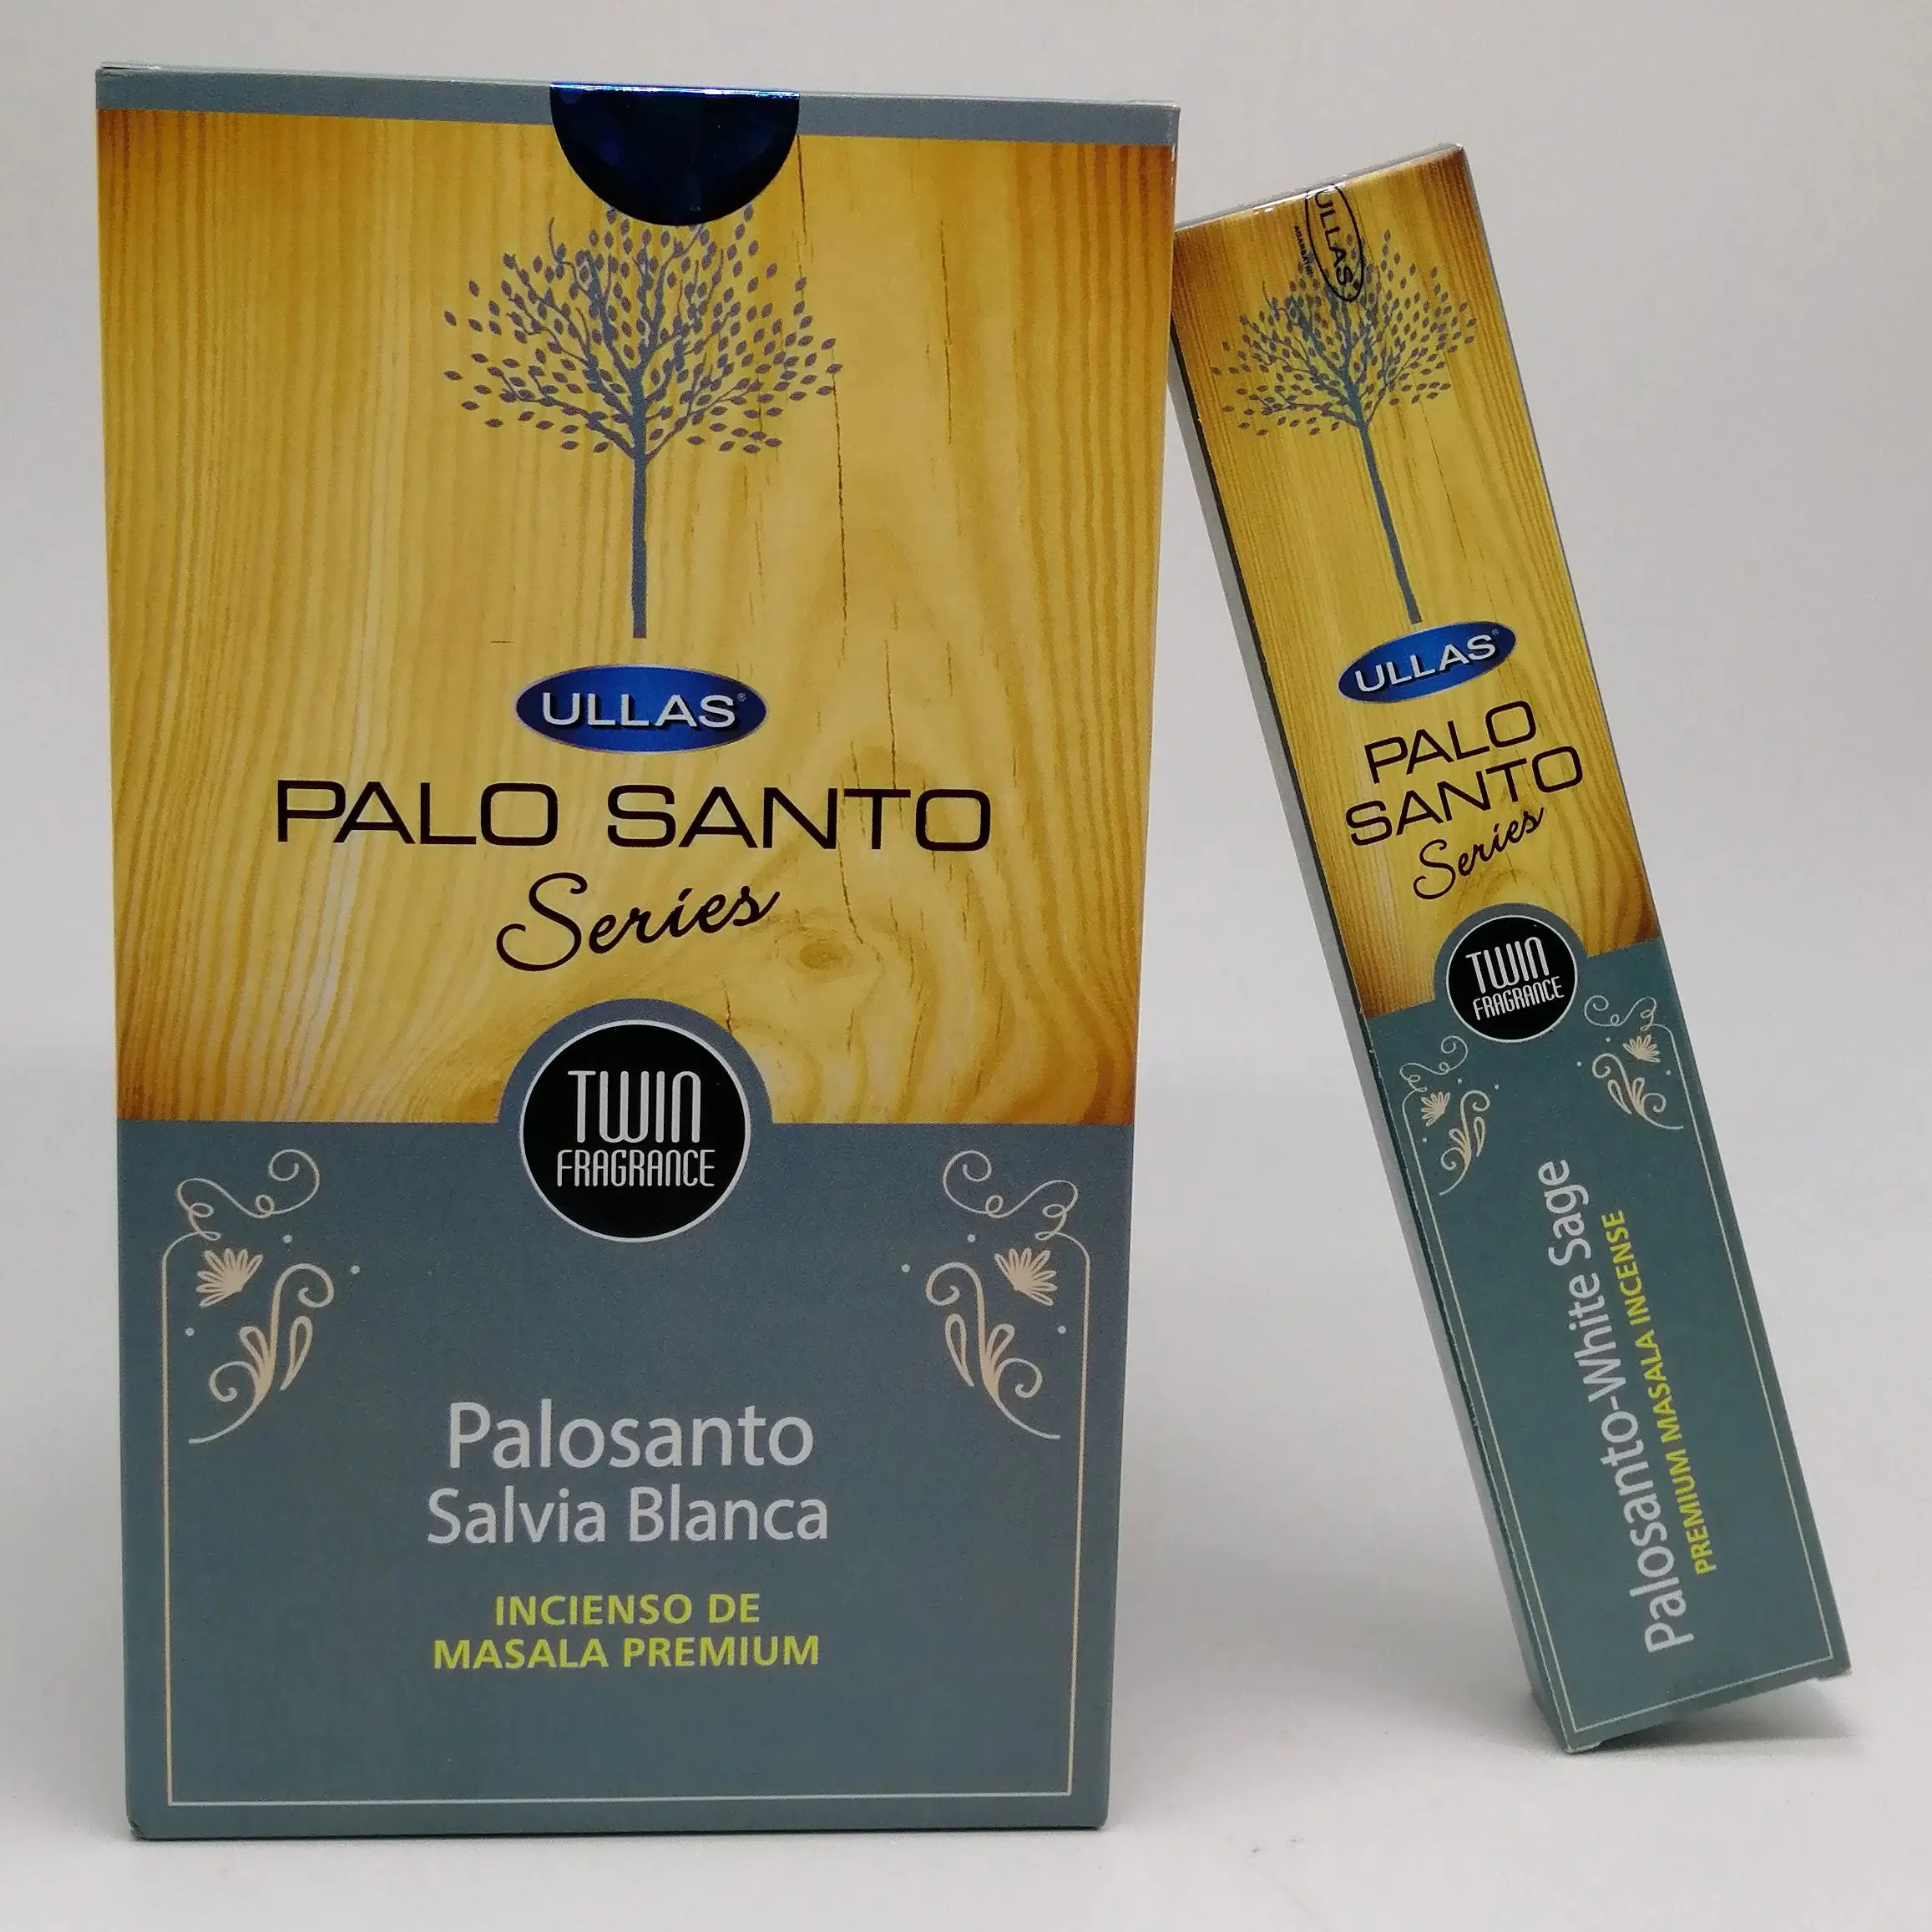 ULLAS®
PALO SANTO
Series
TWIN
FRAGRANCE
Palosanto
Salvia Blanca
INCIENSO DE
MASALA PREMIUM
ULLAS
AGARBATHI
ULLAS®
PALO
SANTO
Series
TWIN
FRAGRANCE
Palosanto-White Sage
PREMIUM MASALA INCENSE